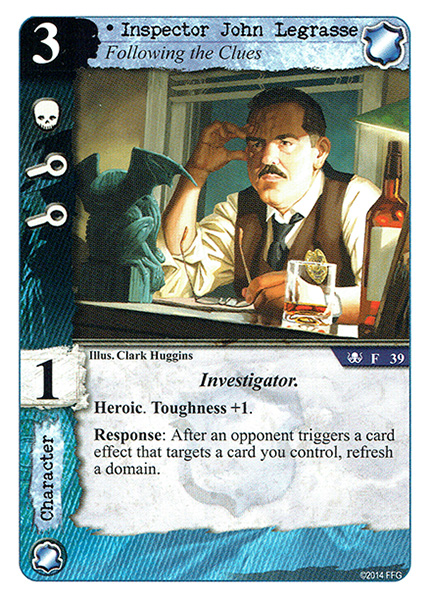 3
• Inspector John Legrasse
Following the Clues
Illus. Clark Huggins
F 39
1
Investigator.
Heroic. Toughness +1.
Response: After an opponent triggers a card
effect that targets a card you control, refresh
a domain.
Character
©2014 FFG